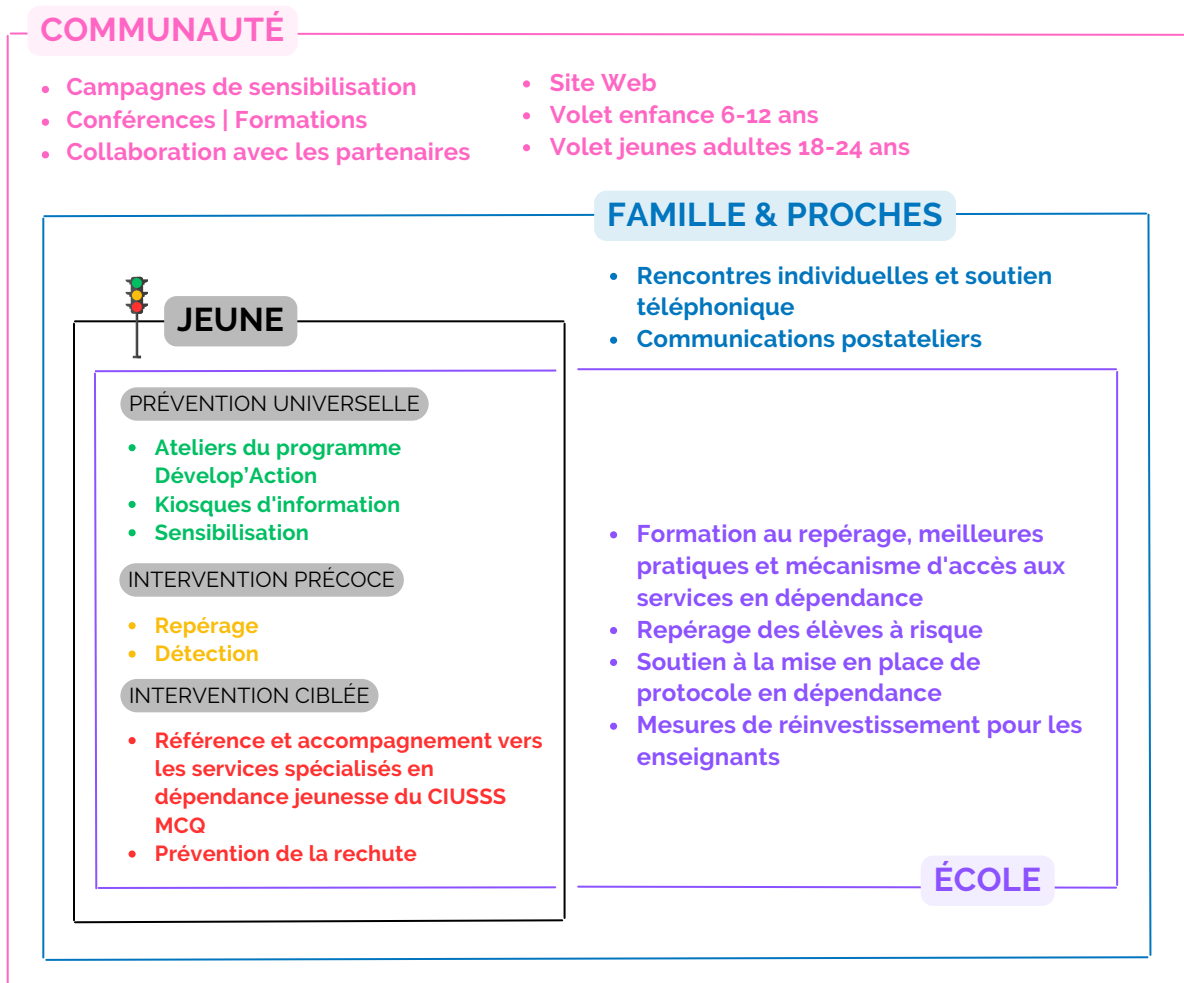 COMMUNAUTÉ
• Campagnes de sensibilisation
• Conférences | Formations
• Collaboration avec les partenaires
• Site Web
• Volet enfance 6-12 ans
• Volet jeunes adultes 18-24 ans
FAMILLE & PROCHES
• Rencontres individuelles et soutien
téléphonique
• Communications postateliers
JEUNE
PRÉVENTION UNIVERSELLE
• Ateliers du programme
Dévelop'Action
• Kiosques d'information
• Sensibilisation
INTERVENTION PRÉCOCE
• Repérage
• Détection
INTERVENTION CIBLÉE
• Référence et accompagnement vers
les services spécialisés en
dépendance jeunesse du CIUSSS
MCQ
• Prévention de la rechute
• Formation au repérage, meilleures
pratiques et mécanisme d'accès aux
services en dépendance
• Repérage des élèves à risque
• Soutien à la mise en place de
protocole en dépendance
• Mesures de réinvestissement pour les
enseignants
ÉCOLE